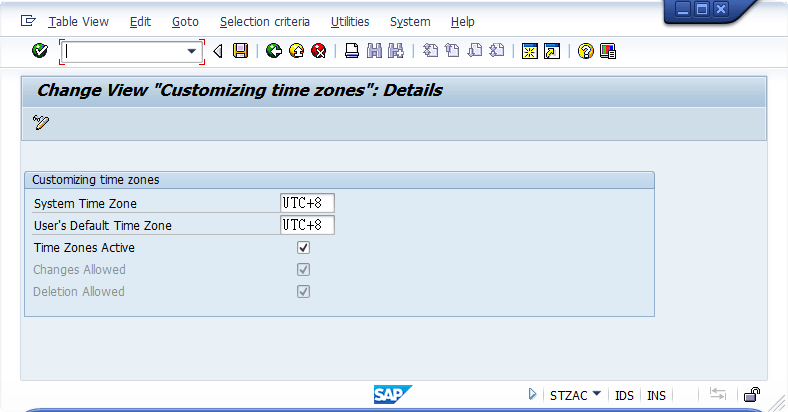 Table View Edit Goto Selection criteria Utilities System Help
Change View "Customizing time zones": Details
Customizing time zones
System Time Zone UTC+8
User's Default Time Zone UTC+8
Time Zones Active
Changes Allowed
Deletion Allowed
SAP STZAC IDS INS